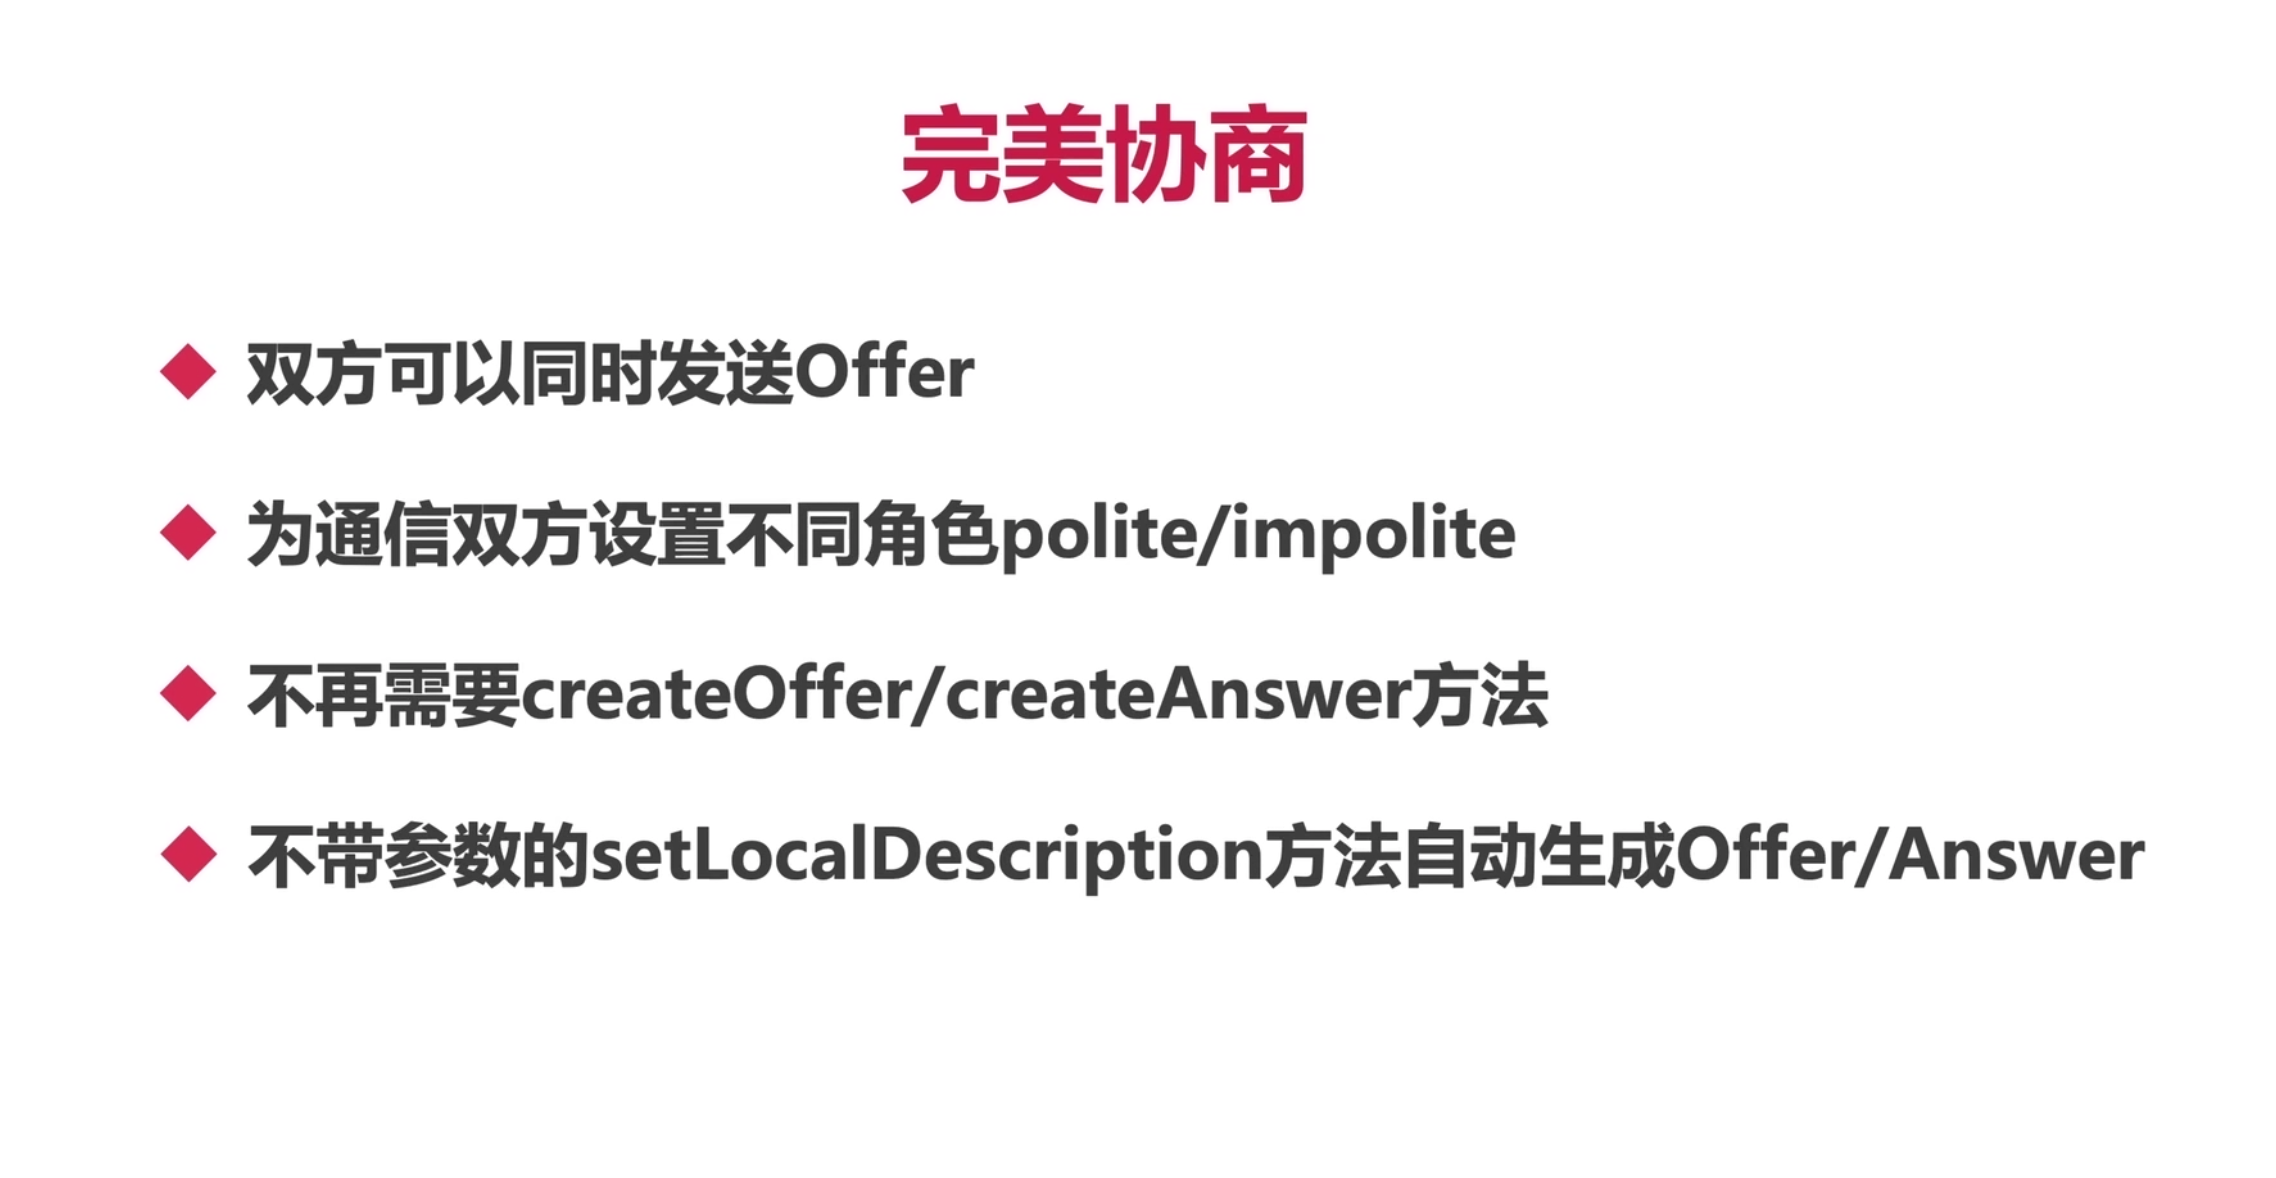 完美协商
双方可以同时发送Offer
为通信双方设置不同角色polite/impolite
不再需要createOffer/createAnswer方法
不带参数的setLocalDescription方法自动生成Offer/Answer